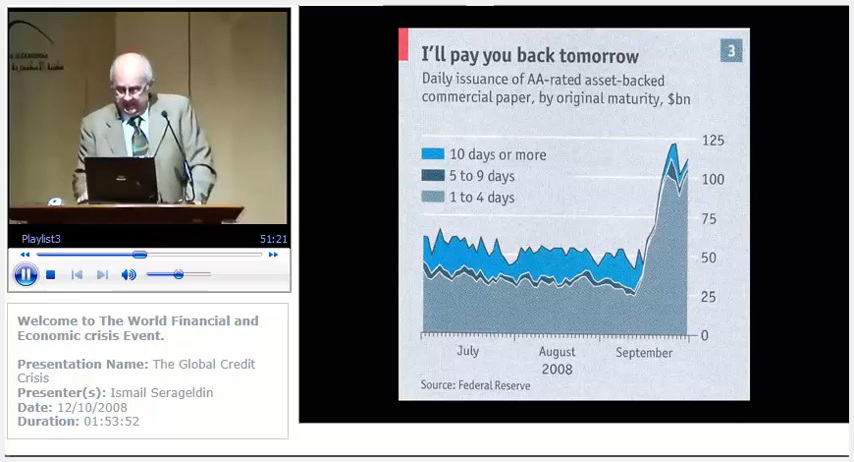 Playlist3
51:21
Welcome to The World Financial and
Economic crisis Event.
Presentation Name: The Global Credit
Crisis
Presenter(s): Ismail Serageldin
Date: 12/10/2008
Duration: 01:53:52
I'll pay you back tomorrow
3
Daily issuance of AA-rated asset-backed
commercial paper, by original maturity, $bn
10 days or more
5 to 9 days
1 to 4 days
125
100
75
50
25
0
July
August
September
2008
Source: Federal Reserve